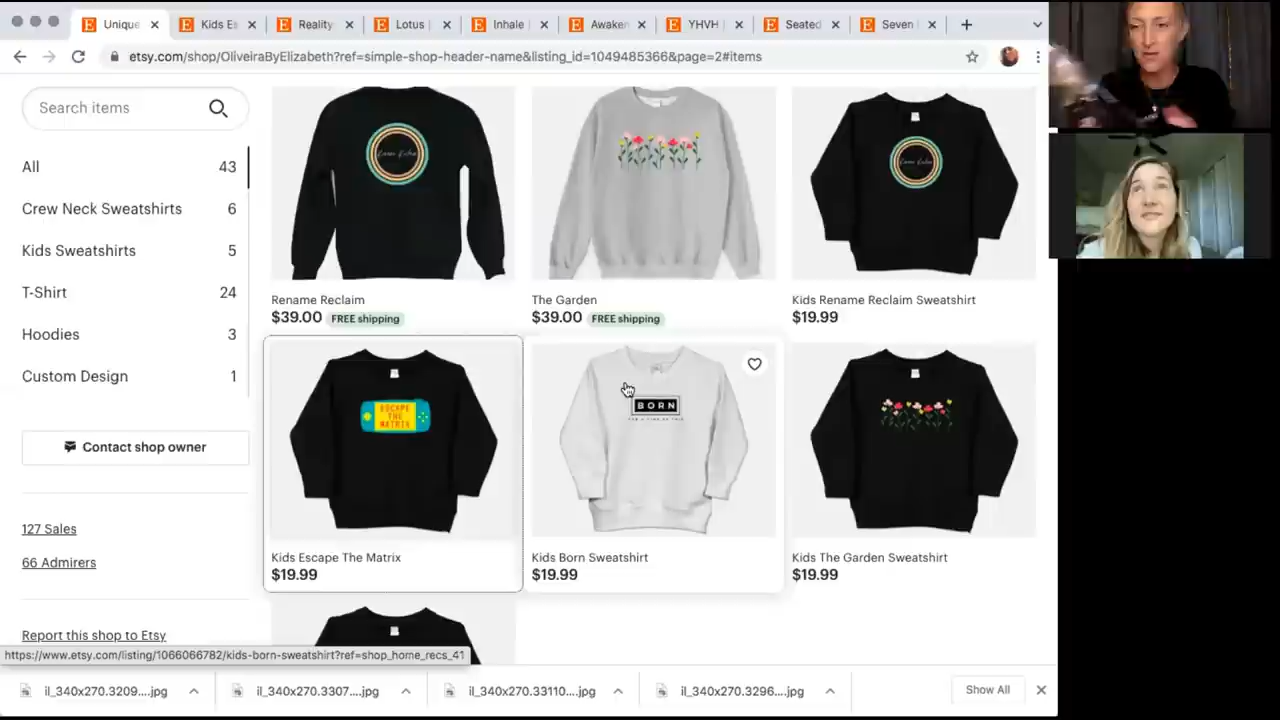 Unique
Kids Es
Reality
Lotus
Inhale
Awaken
YHVH
Seated
Seven
etsy.com/shop/OliveiraByElizabeth?ref=simple-shop-header-name&listing_id=1049485366&page=2#items
Search items
All 43
Crew Neck Sweatshirts 6
Kids Sweatshirts 5
T-Shirt 24
Hoodies 3
Custom Design 1
Contact shop owner
127 Sales
66 Admirers
Report this shop to Etsy
Rename Reclaim
$39.00 FREE shipping
The Garden
$39.00 FREE shipping
Kids Rename Reclaim Sweatshirt
$19.99
ESCAPE
THE
MATRIX
BORN
Kids Escape The Matrix
$19.99
Kids Born Sweatshirt
$19.99
Kids The Garden Sweatshirt
$19.99
https://www.etsy.com/listing/1066066782/kids-born-sweatshirt?ref=shop_home_recs_41
il_340x270.3209....jpg
il_340x270.3307....jpg
il_340x270.33110....jpg
il_340x270.3296....jpg
Show All